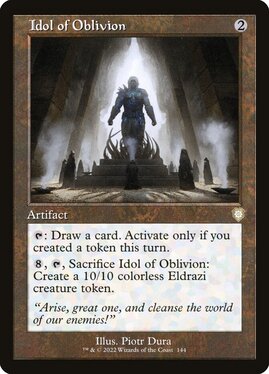 Idol of Oblivion 2
Artifact
: Draw a card. Activate only if you
created a token this turn.
8, , Sacrifice Idol of Oblivion:
Create a 10/10 colorless Eldrazi
creature token.
“Arise, great one, and cleanse the world
of our enemies!”
Illus. Piotr Dura
™ & © 2022 Wizards of the Coast 144